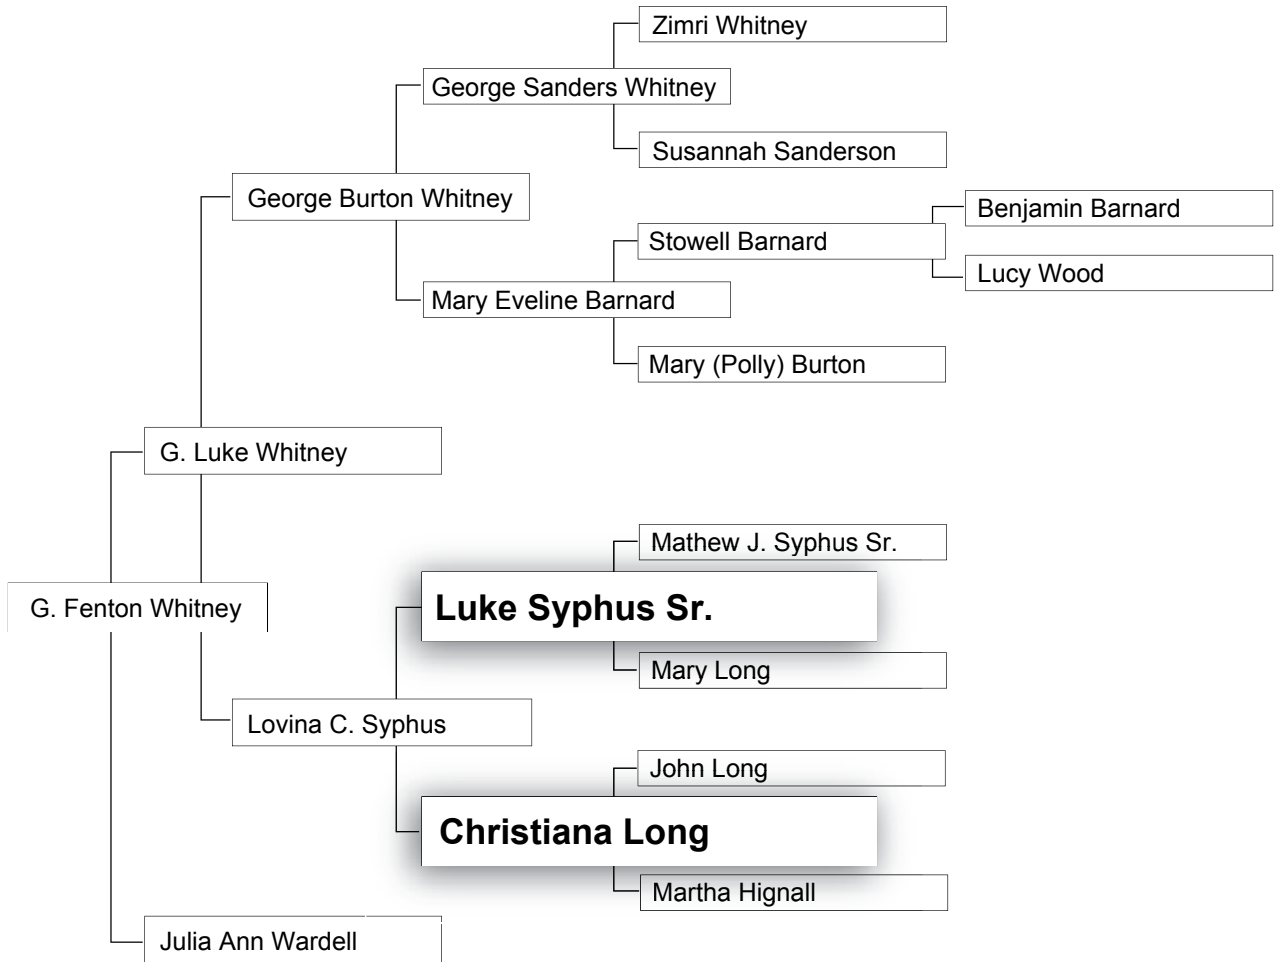 Zimri Whitney
George Sanders Whitney
Susannah Sanderson
George Burton Whitney
Benjamin Barnard
Stowell Barnard
Lucy Wood
Mary Eveline Barnard
Mary (Polly) Burton
G. Luke Whitney
Mathew J. Syphus Sr.
Luke Syphus Sr.
G. Fenton Whitney
Mary Long
Lovina C. Syphus
John Long
Christiana Long
Martha Hignall
Julia Ann Wardell